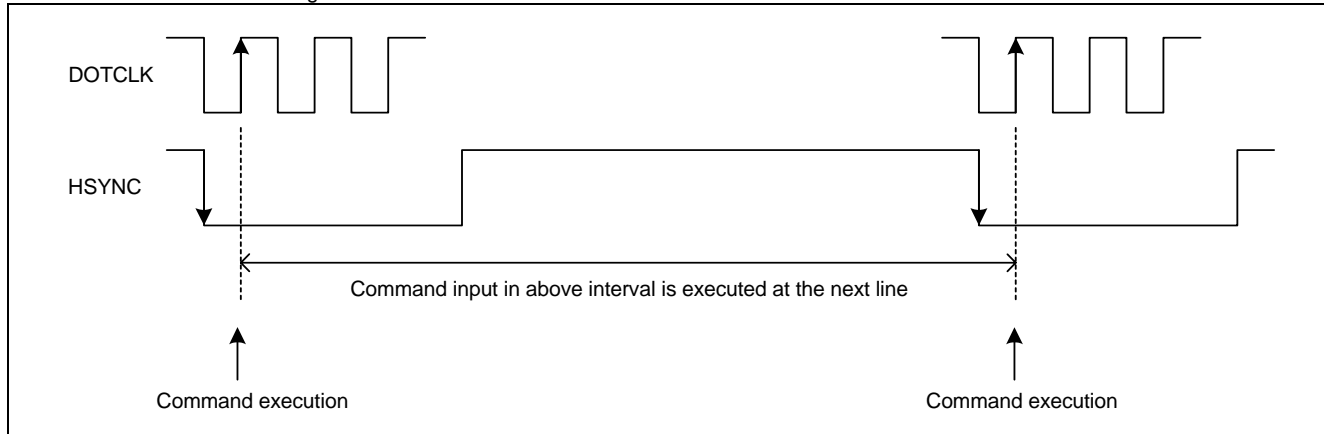 DOTCLK
HSYNC
Command input in above interval is executed at the next line
Command execution
Command execution